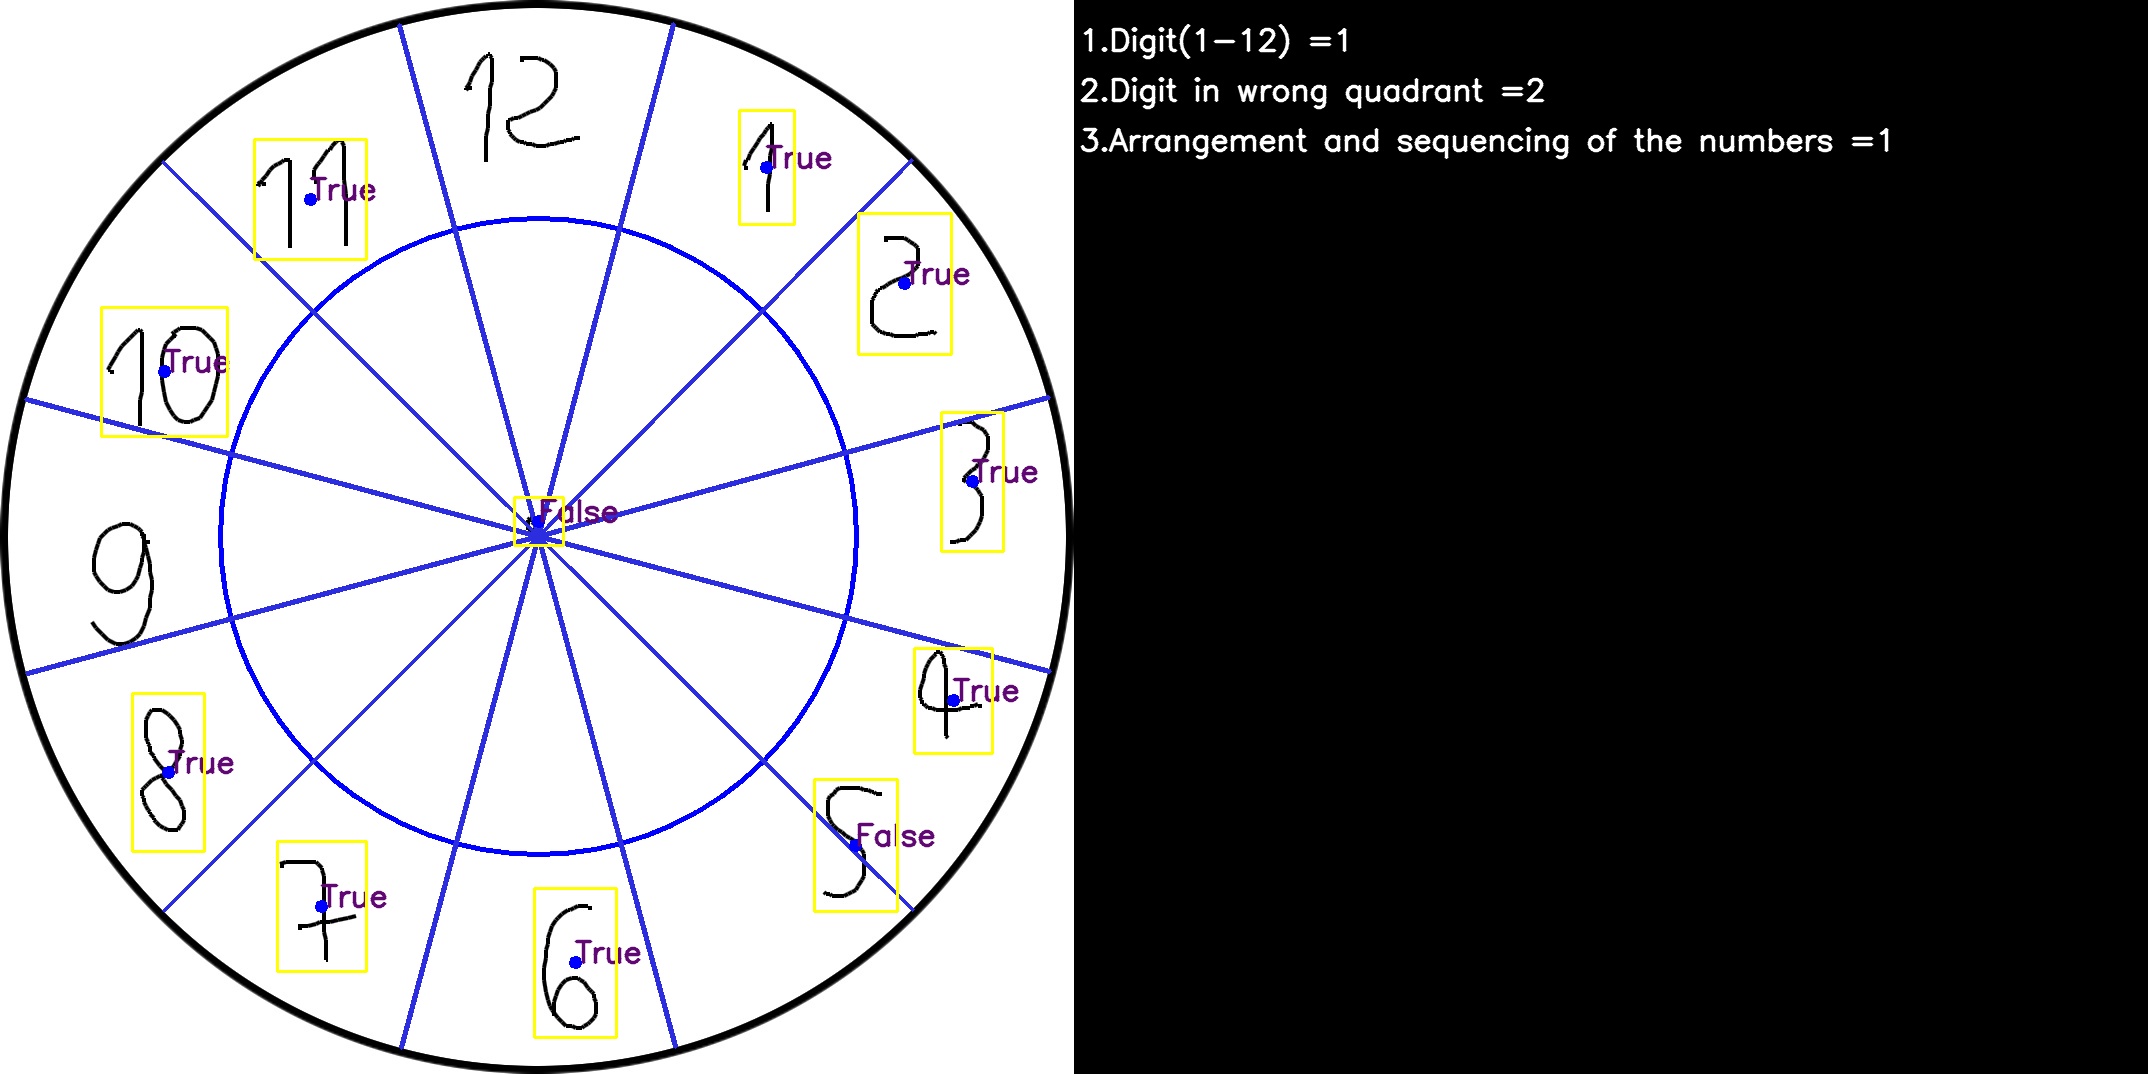 12
1
True
11
True
2
True
10
True
3
True
False
9
4
True
8
True
5
False
7
True
6
True
1.Digit(1-12) =1
2.Digit in wrong quadrant =2
3.Arrangement and sequencing of the numbers =1